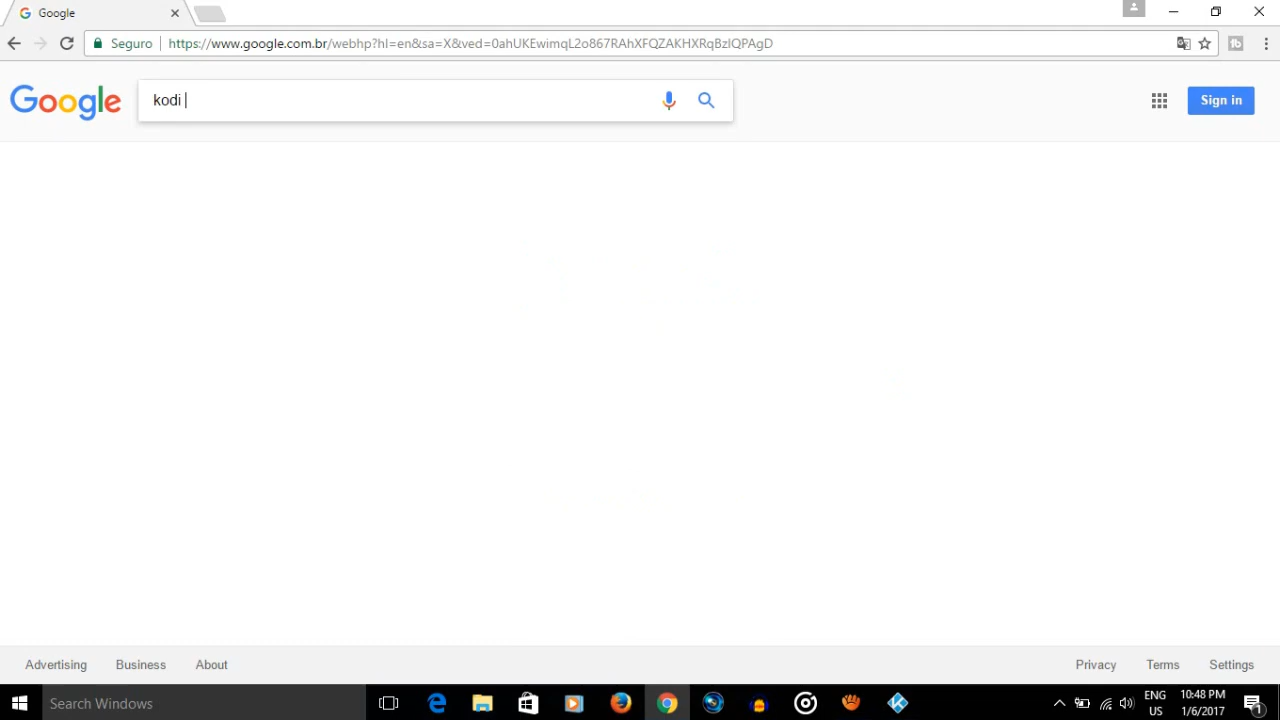 Google
Seguro
https://www.google.com.br/webhp?hl=en&sa=X&ved=0ahUKEwimqL2o867RAhXFQZAKHXRqBzIQPAgD
Google
kodi
Sign in
Advertising
Business
About
Privacy
Terms
Settings
Search Windows
ENG
US
10:48 PM
1/6/2017
1